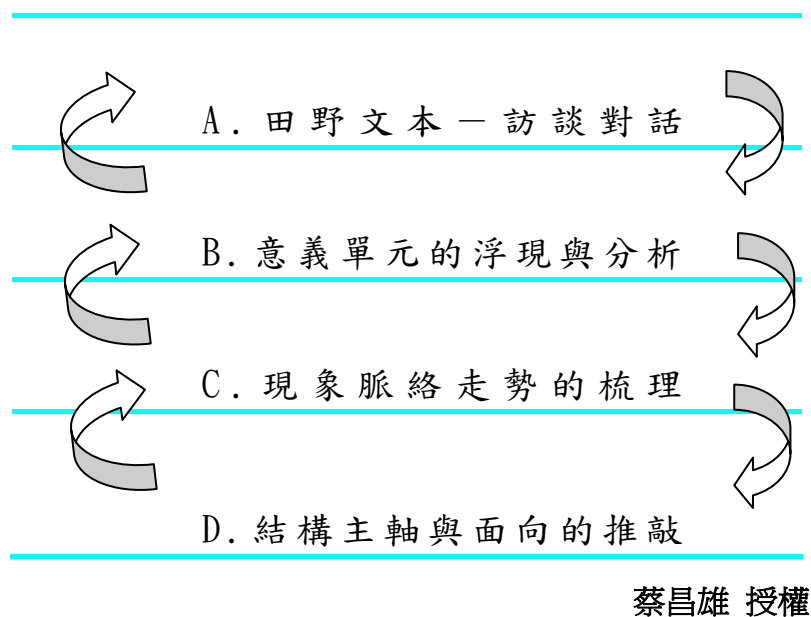 A.田野文本－訪談對話
B.意義單元的浮現與分析
C.現象脈絡走勢的梳理
D.結構主軸與面向的推敲
蔡昌雄 授權